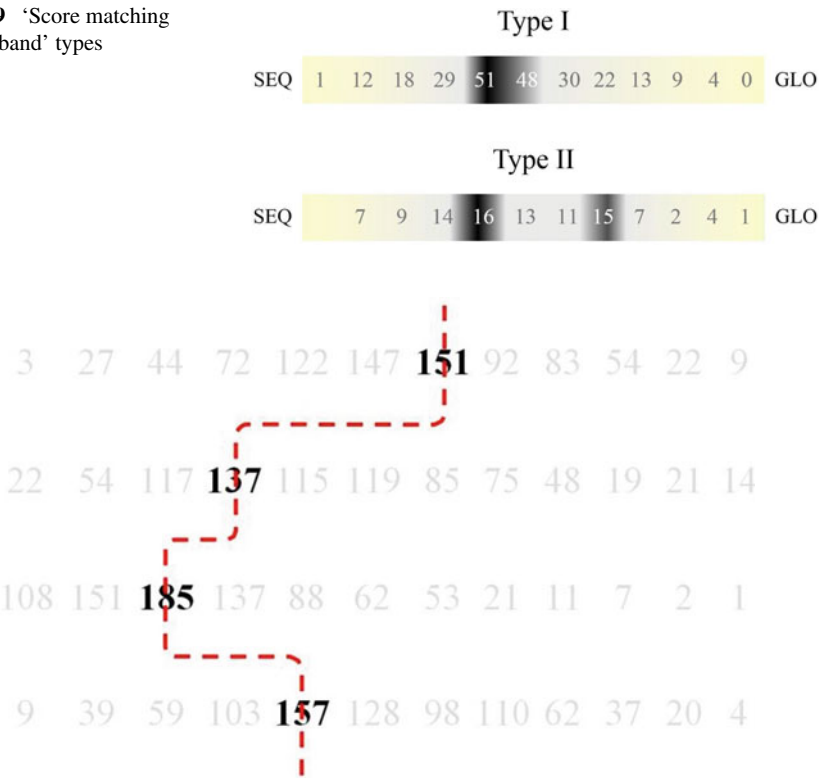 9 ‘Score matching
band’ types
Type I
SEQ 1 12 18 29 51 48 30 22 13 9 4 0 GLO
Type II
SEQ 7 9 14 16 13 11 15 7 2 4 1 GLO
3 27 44 72 122 147 151 92 83 54 22 9
22 54 117 137 115 119 85 75 48 19 21 14
108 151 185 137 88 62 53 21 11 7 2 1
9 39 59 103 157 128 98 110 62 37 20 4